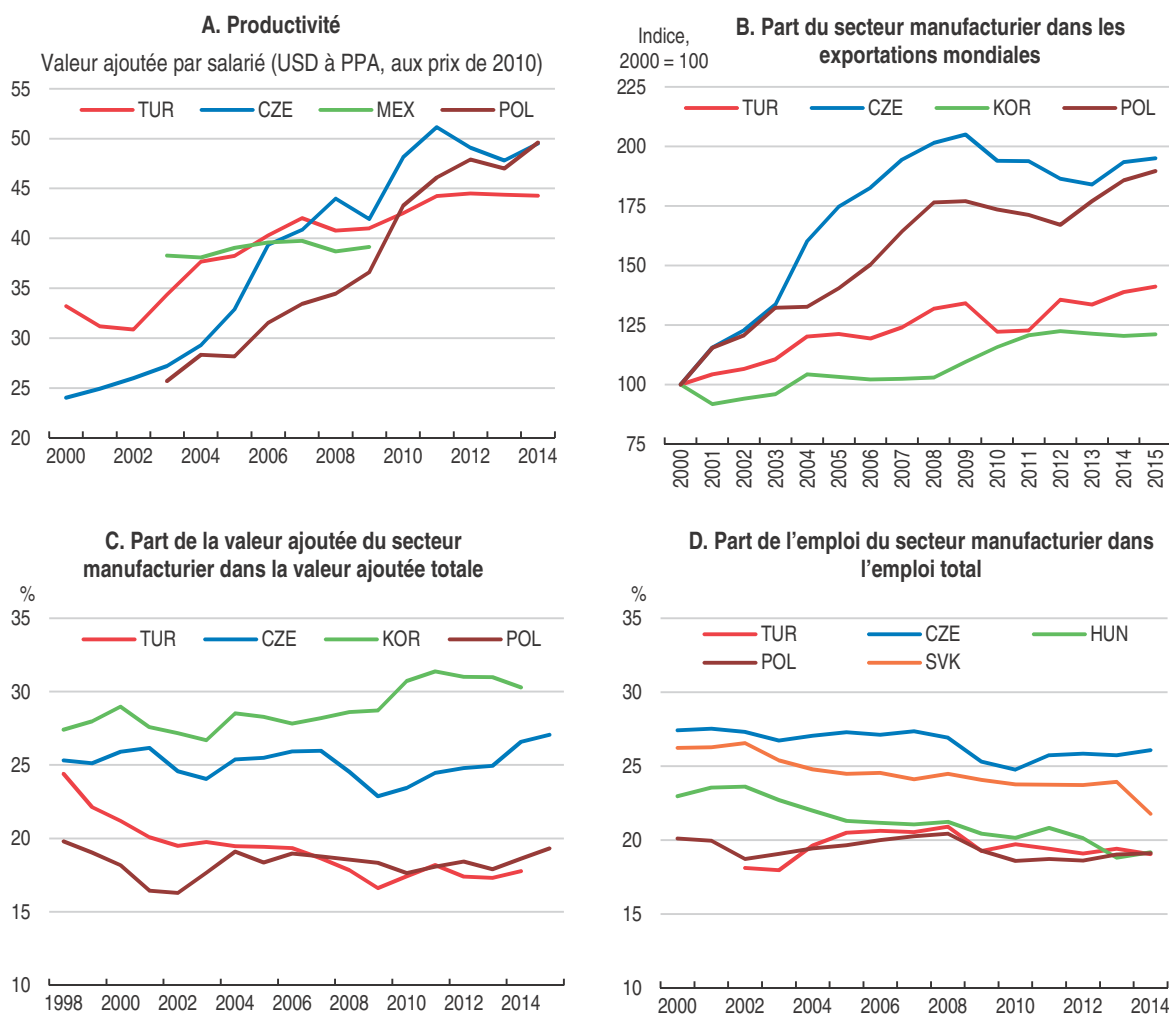 A. Productivité
Valeur ajoutée par salarié (USD à PPA, aux prix de 2010)
55
TUR CZE MEX POL
50
45
40
35
30
25
20
2000 2002 2004 2006 2008 2010 2012 2014
B. Part du secteur manufacturier dans les
exportations mondiales
Indice,
2000 = 100
225
TUR CZE KOR POL
200
175
150
125
100
75
2000 2001 2002 2003 2004 2005 2006 2007 2008 2009 2010 2011 2012 2013 2014 2015
C. Part de la valeur ajoutée du secteur
manufacturier dans la valeur ajoutée totale
%
35
TUR CZE KOR POL
30
25
20
15
10
1998 2000 2002 2004 2006 2008 2010 2012 2014
D. Part de l’emploi du secteur manufacturier dans
l’emploi total
%
35
TUR CZE HUN
POL SVK
30
25
20
15
10
2000 2002 2004 2006 2008 2010 2012 2014